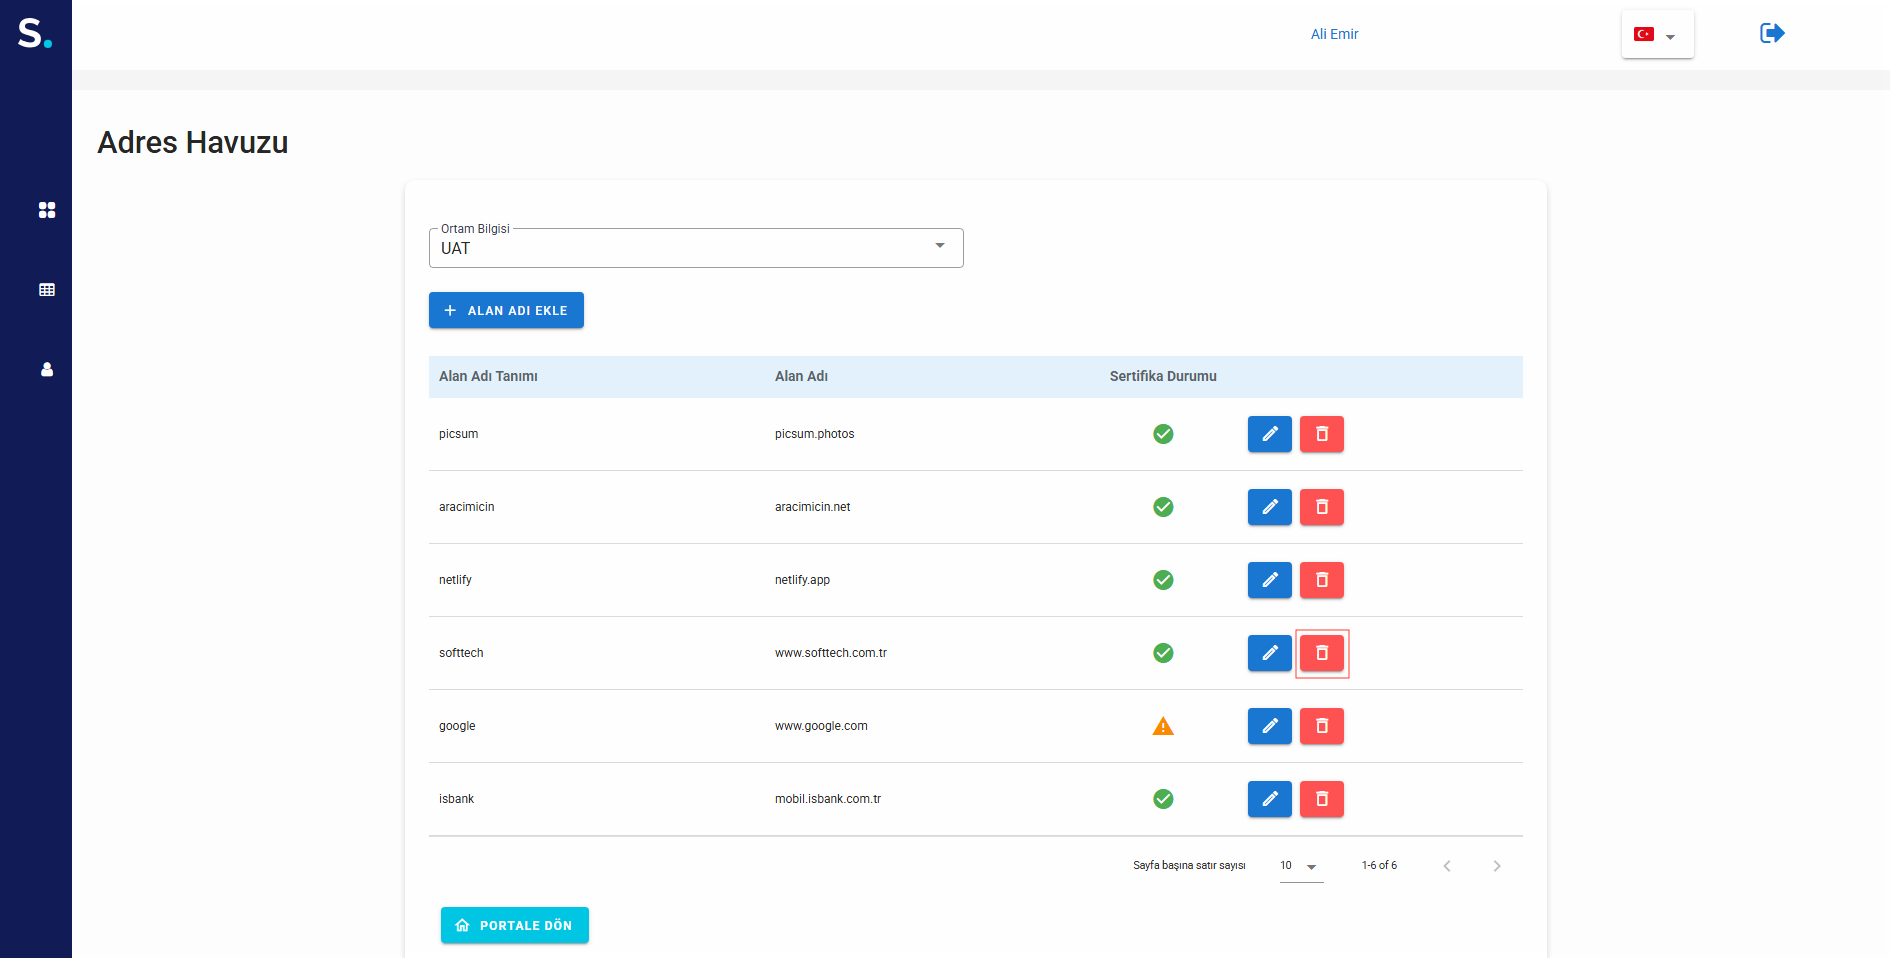 S.
Ali Emir
Adres Havuzu
Ortam Bilgisi
UAT
ALAN ADI EKLE
Alan Adı Tanımı Alan Adı Sertifika Durumu
picsum picsum.photos
aracimicin aracimicin.net
netlify netlify.app
softtech www.softtech.com.tr
google www.google.com
isbank mobil.isbank.com.tr
Sayfa başına satır sayısı 10 1-6 of 6
PORTALE DÖN